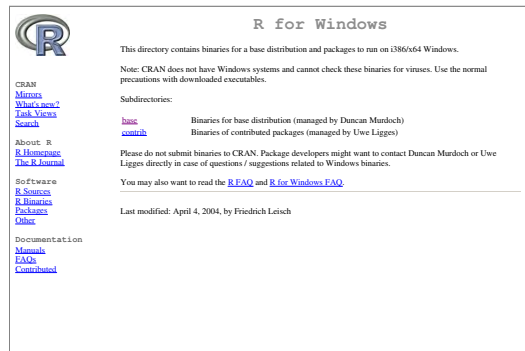 R
CRAN
Mirrors
What's new?
Task Views
Search
About R
R Homepage
The R Journal
Software
R Sources
R Binaries
Packages
Other
Documentation
Manuals
FAQs
Contributed
R for Windows
This directory contains binaries for a base distribution and packages to run on i386/x64 Windows.
Note: CRAN does not have Windows systems and cannot check these binaries for viruses. Use the normal
precautions with downloaded executables.
Subdirectories:
base Binaries for base distribution (managed by Duncan Murdoch)
contrib Binaries of contributed packages (managed by Uwe Ligges)
Please do not submit binaries to CRAN. Package developers might want to contact Duncan Murdoch or Uwe
Ligges directly in case of questions / suggestions related to Windows binaries.
You may also want to read the R FAQ and R for Windows FAQ.
Last modified: April 4, 2004, by Friedrich Leisch